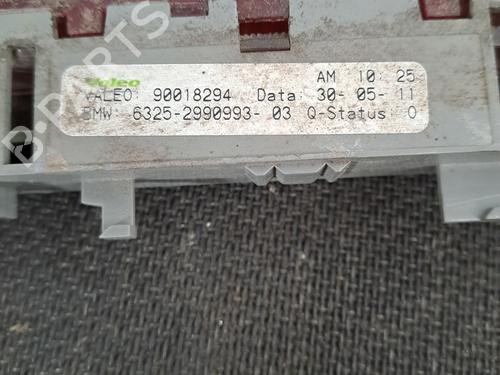 Valeo AM 10:25
VALEO: 90018294 Data: 30-05-11
BMW: 6325-2990993-03 Q-Status: 0
B-PARTS